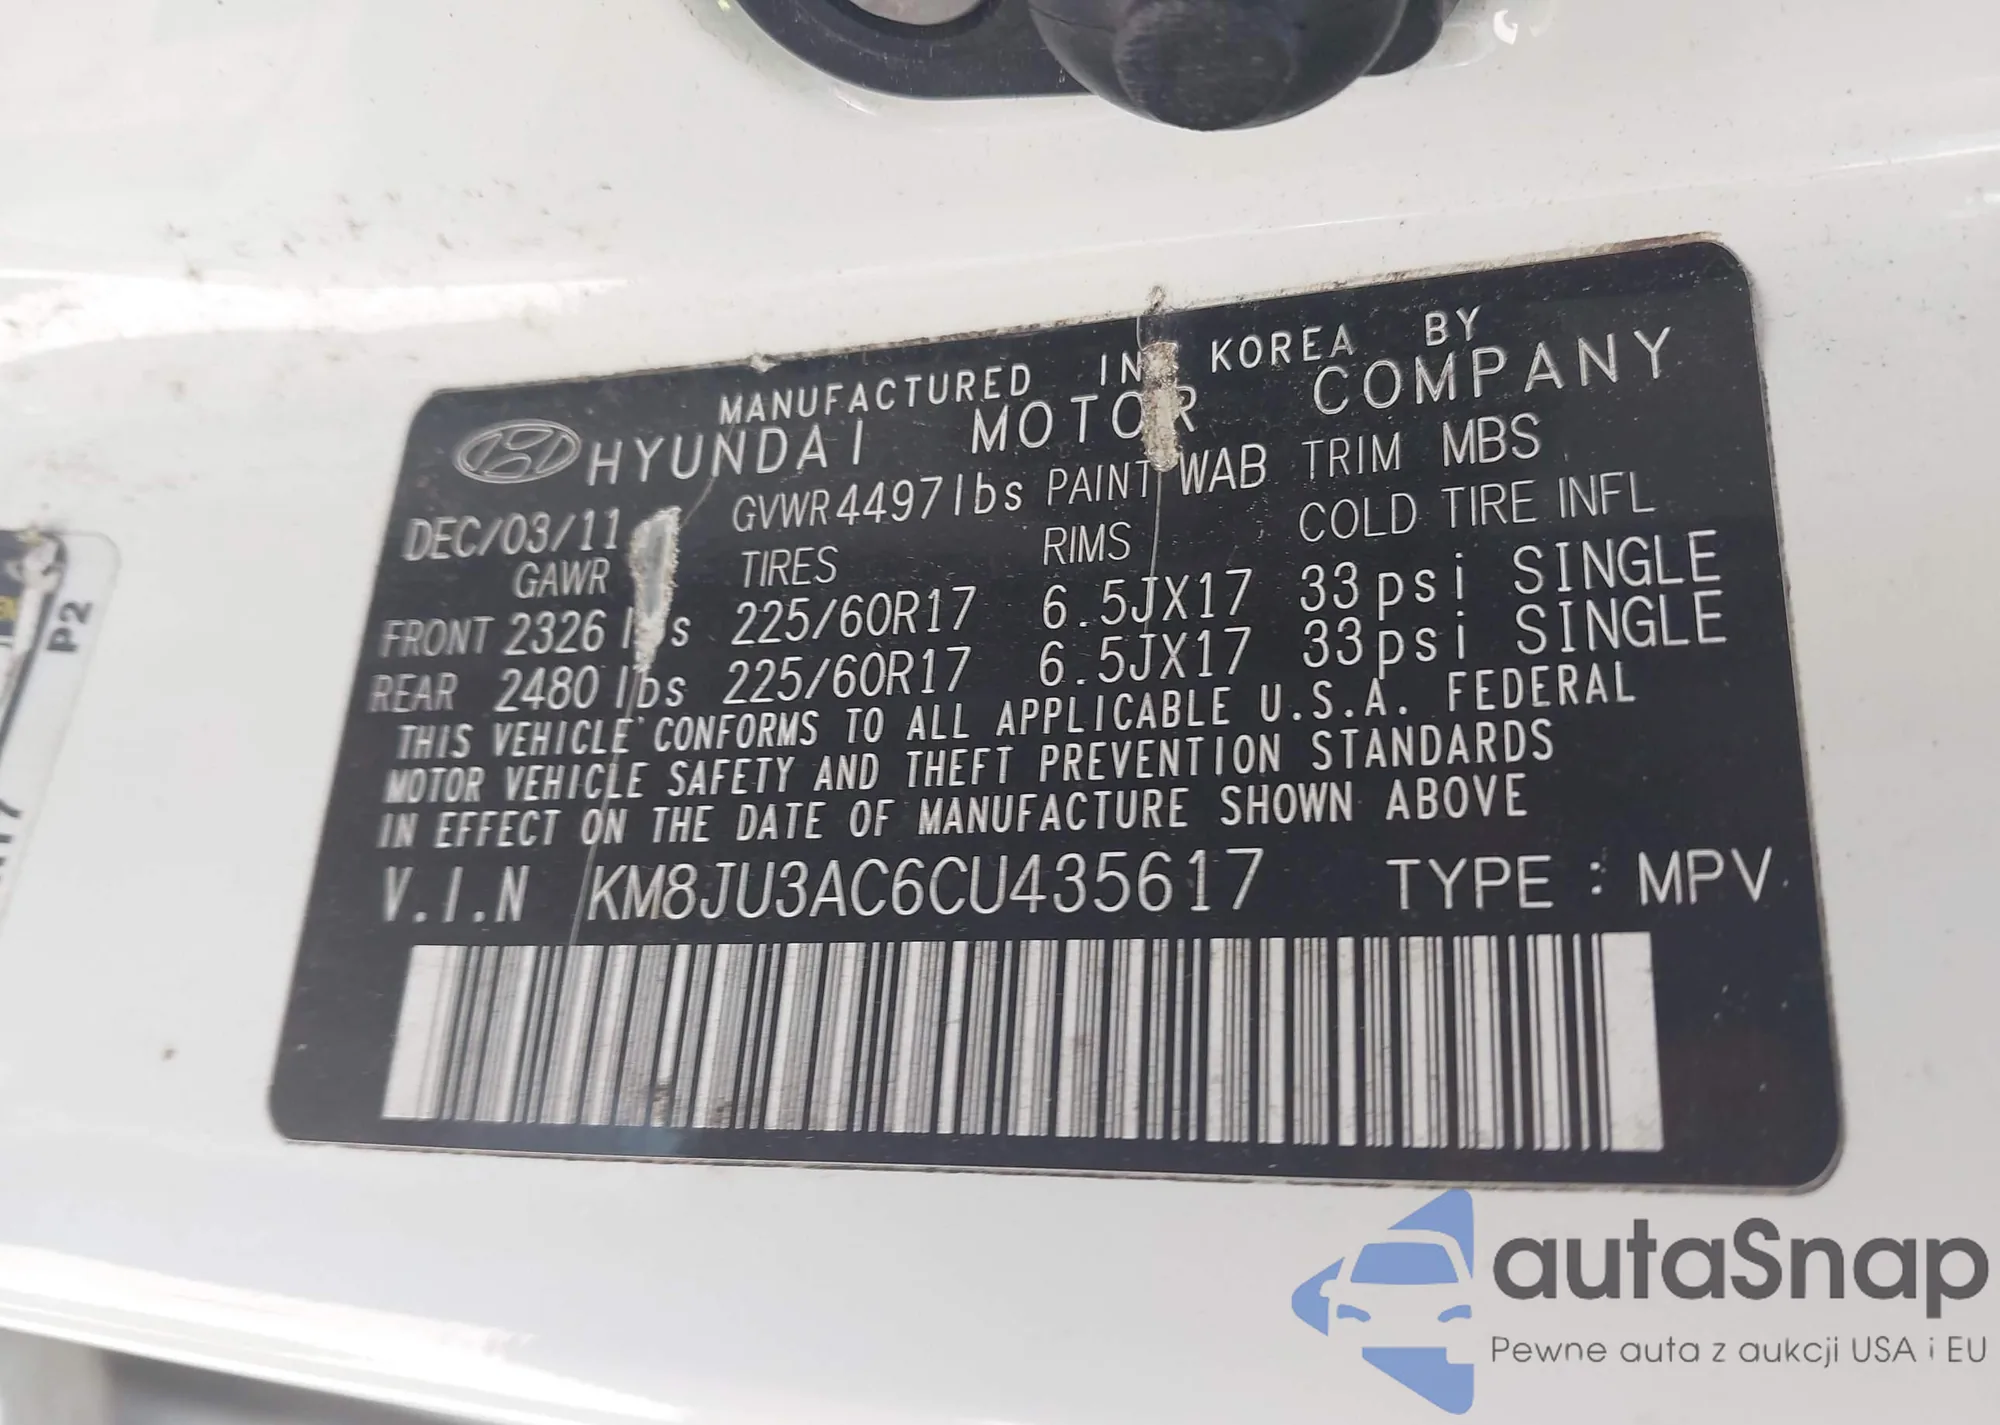 MANUFACTURED IN KOREA BY
HYUNDAI MOTOR COMPANY
DEC/03/11 GVWR 4497lbs PAINT WAB TRIM MBS
GAWR TIRES RIMS COLD TIRE INFL
FRONT 2326 lbs 225/60R17 6.5JX17 33psi SINGLE
REAR 2480 lbs 225/60R17 6.5JX17 33psi SINGLE
THIS VEHICLE CONFORMS TO ALL APPLICABLE U.S.A. FEDERAL
MOTOR VEHICLE SAFETY AND THEFT PREVENTION STANDARDS
IN EFFECT ON THE DATE OF MANUFACTURE SHOWN ABOVE
V.I.N KM8JU3AC6CU435617 TYPE : MPV
P2
autaSnap
Pewne auta z aukcji USA i EU